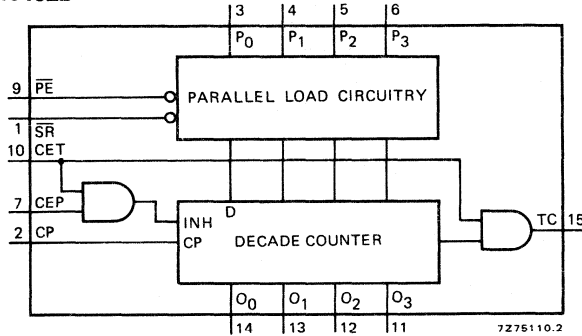 3 4 5 6
P0 P1 P2 P3
9 PE
PARALLEL LOAD CIRCUITRY
1 SR
10 CET
7 CEP
D
INH
TC 15
2 CP
CP
DECADE COUNTER
O0 O1 O2 O3
14 13 12 11
7Z75110.2